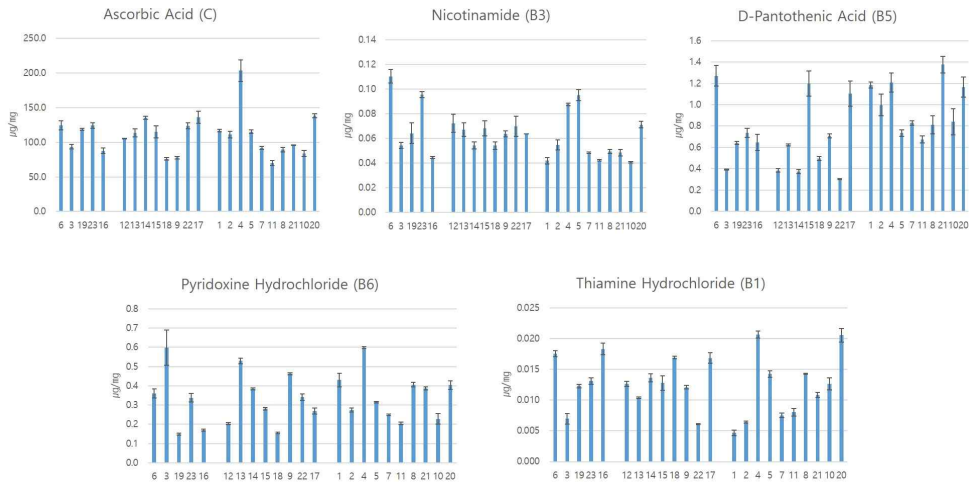 Ascorbic Acid (C)
250.0
200.0
150.0
100.0
50.0
0.0
µg/mg
6 3 19 23 16 12 13 14 15 18 9 22 17 1 2 4 5 7 11 8 21 10 20
Nicotinamide (B3)
0.14
0.12
0.10
0.08
0.06
0.04
0.02
0.00
µg/mg
6 3 19 23 16 12 13 14 15 18 9 22 17 1 2 4 5 7 11 8 21 10 20
D-Pantothenic Acid (B5)
1.6
1.4
1.2
1.0
0.8
0.6
0.4
0.2
0.0
µg/mg
6 3 19 23 16 12 13 14 15 18 9 22 17 1 2 4 5 7 11 8 21 10 20
Pyridoxine Hydrochloride (B6)
0.8
0.7
0.6
0.5
0.4
0.3
0.2
0.1
0.0
µg/mg
6 3 19 23 16 12 13 14 15 18 9 22 17 1 2 4 5 7 11 8 21 10 20
Thiamine Hydrochloride (B1)
0.025
0.020
0.015
0.010
0.005
0.000
µg/mg
6 3 19 23 16 12 13 14 15 18 9 22 17 1 2 4 5 7 11 8 21 10 20